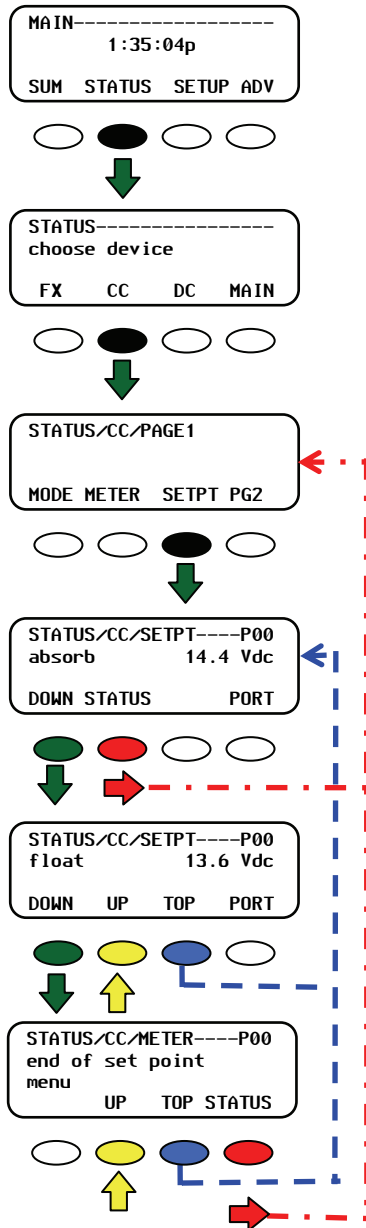 MAIN--------------------
1:35:04p
SUM STATUS SETUP ADV
STATUS------------------
choose device
FX CC DC MAIN
STATUS/CC/PAGE1
MODE METER SETPT PG2
STATUS/CC/SETPT----P00
absorb 14.4 Vdc
DOWN STATUS PORT
STATUS/CC/SETPT----P00
float 13.6 Vdc
DOWN UP TOP PORT
STATUS/CC/METER----P00
end of set point
menu
UP TOP STATUS